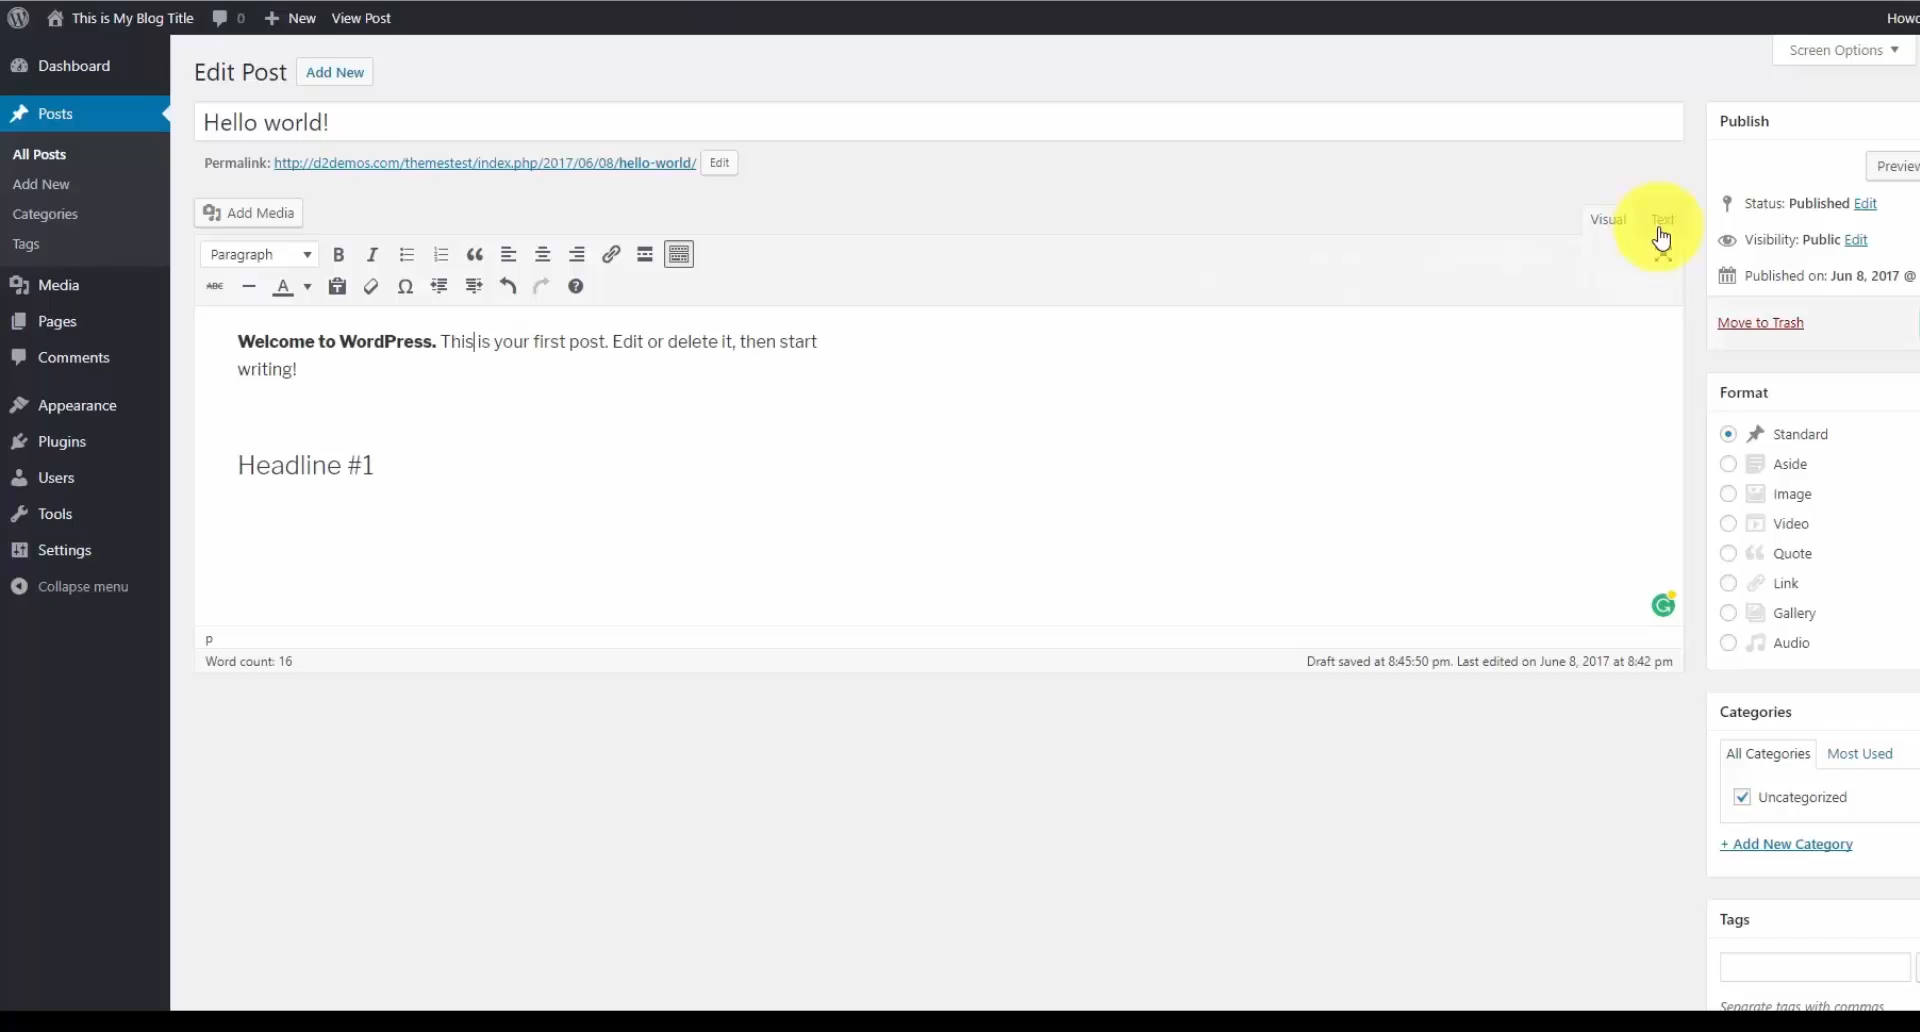 This is My Blog Title 0 New View Post
Screen Options
Dashboard
Posts
All Posts
Add New
Categories
Tags
Media
Pages
Comments
Appearance
Plugins
Users
Tools
Settings
Collapse menu
Edit Post Add New
Hello world!
Permalink: http://d2demos.com/themestest/index.php/2017/06/08/hello-world/ Edit
Add Media
Visual Text
Paragraph B I
ABC A Ω ?
Welcome to WordPress. This is your first post. Edit or delete it, then start
writing!
Headline #1
p
Word count: 16
Draft saved at 8:45:50 pm. Last edited on June 8, 2017 at 8:42 pm
Publish
Preview
Status: Published Edit
Visibility: Public Edit
Published on: Jun 8, 2017 @
Move to Trash
Format
Standard
Aside
Image
Video
Quote
Link
Gallery
Audio
Categories
All Categories Most Used
Uncategorized
+ Add New Category
Tags
Separate tags with commas